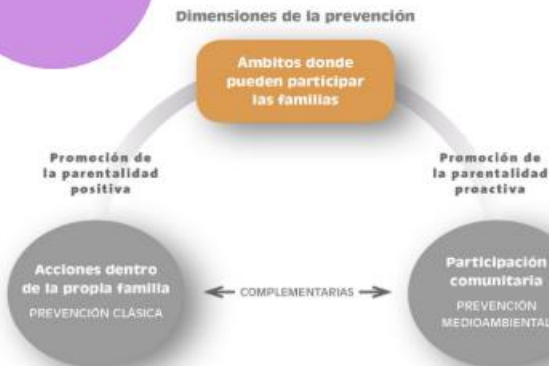 Dimensiones de la prevención
Ambitos donde
pueden participar
las familias
Promoción de
la parentalidad
positiva
Promoción de
la parentalidad
proactiva
Acciones dentro
de la propia familia
PREVENCIÓN CLÁSICA
COMPLEMENTARIAS
Participación
comunitaria
PREVENCIÓN
MEDIOAMBIENTAL